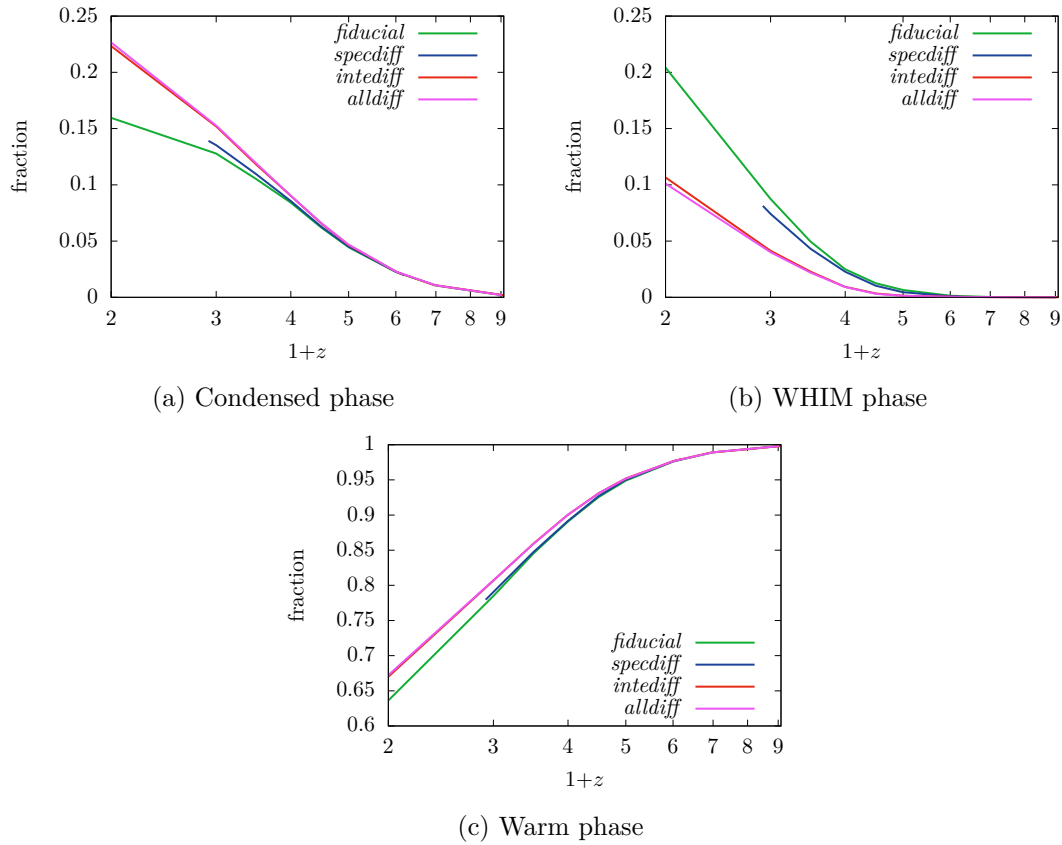 0.25
0.2
0.15
0.1
0.05
0
fraction
2 3 4 5 6 7 8 9
1+z
fiducial
specdiff
intediff
alldiff
(a) Condensed phase
0.25
0.2
0.15
0.1
0.05
0
fraction
2 3 4 5 6 7 8 9
1+z
fiducial
specdiff
intediff
alldiff
(b) WHIM phase
1
0.95
0.9
0.85
0.8
0.75
0.7
0.65
0.6
fraction
2 3 4 5 6 7 8 9
1+z
fiducial
specdiff
intediff
alldiff
(c) Warm phase